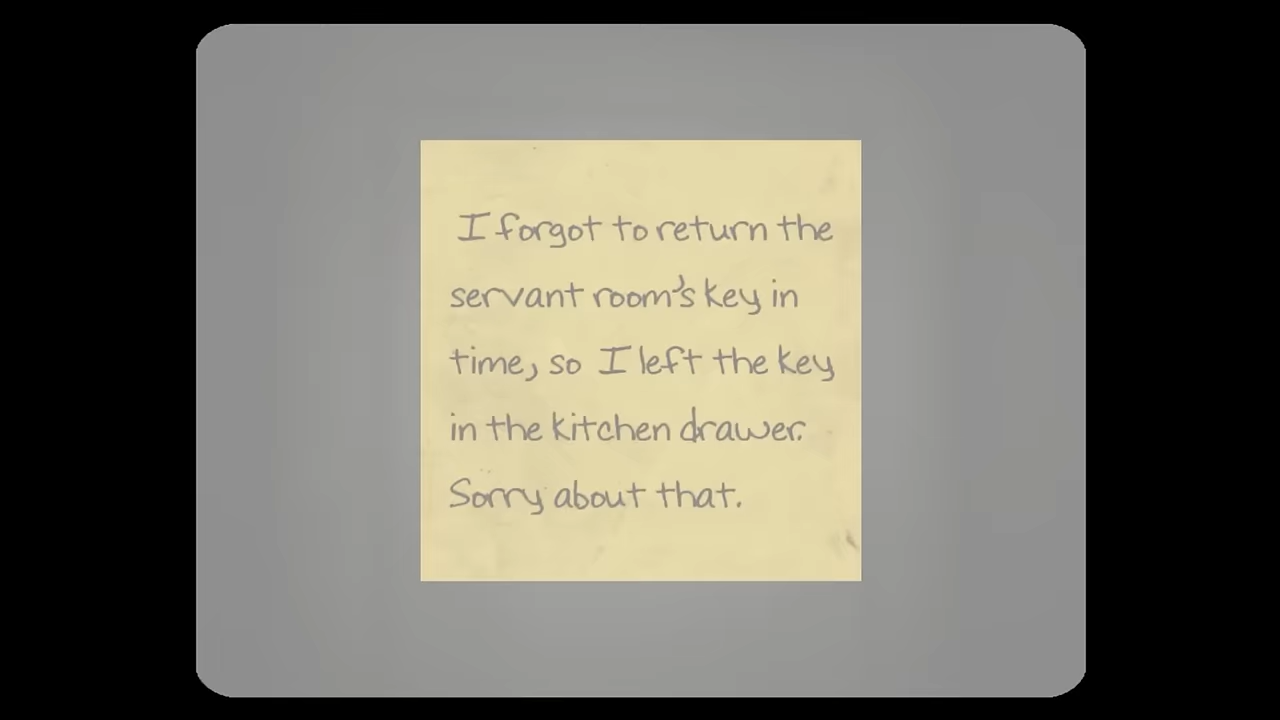 I forgot to return the
servant room's key in
time, so I left the key
in the kitchen drawer.
Sorry about that.